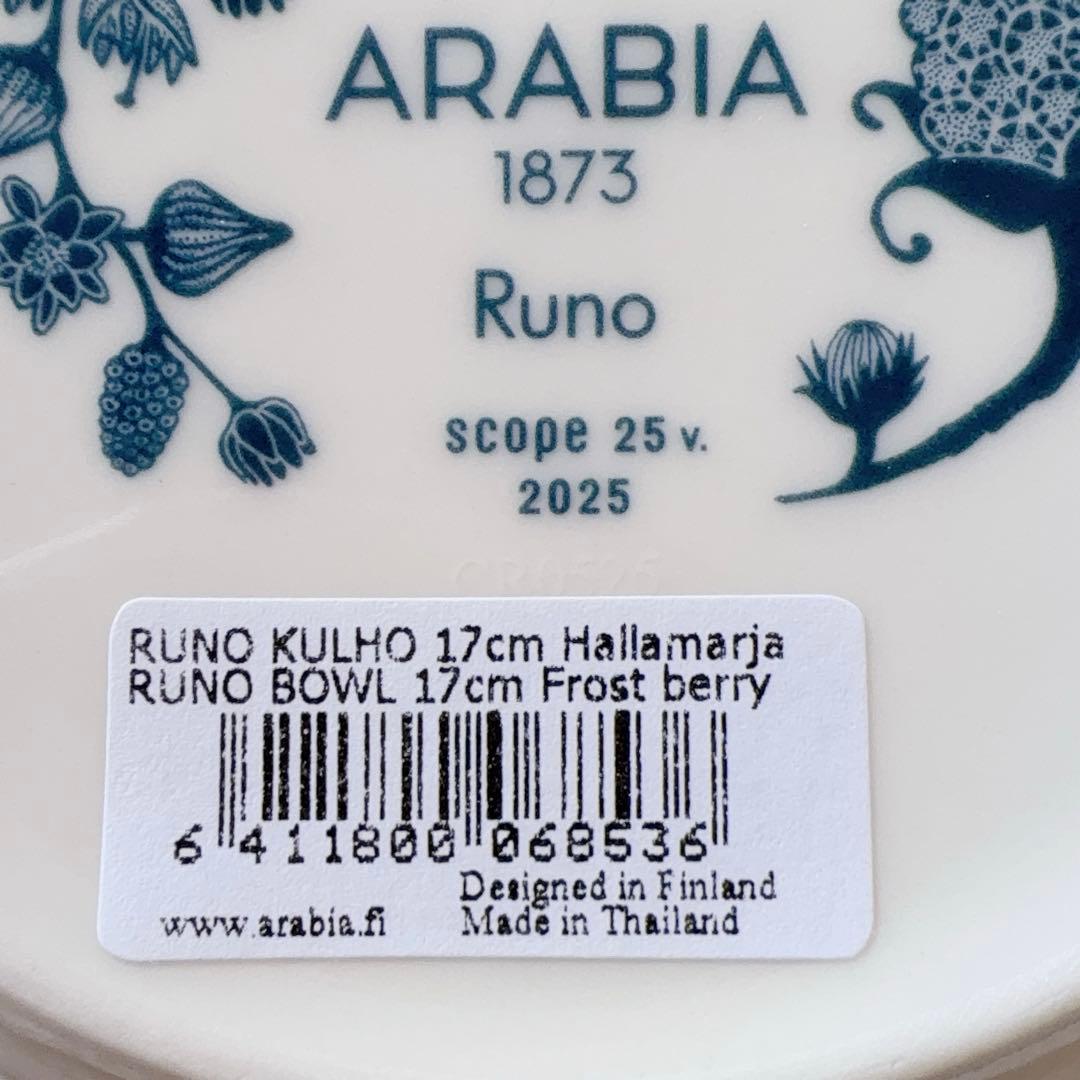 ARABIA
1873
Runo
scope 25 v.
2025
RUNO KULHO 17cm Hallamarja
RUNO BOWL 17cm Frost berry
6 411800 068536
Designed in Finland
www.arabia.fi Made in Thailand